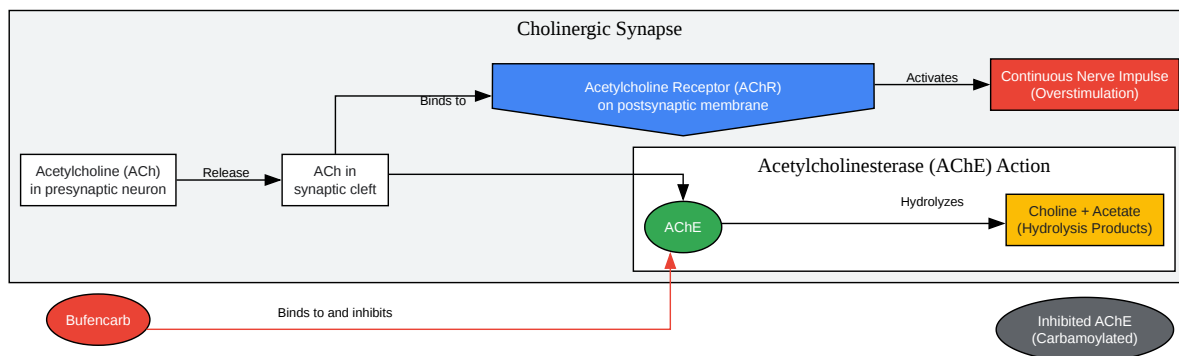 Cholinergic Synapse
Acetylcholine Receptor (AChR)
on postsynaptic membrane
Activates
Continuous Nerve Impulse
(Overstimulation)
Binds to
Acetylcholine (ACh)
in presynaptic neuron
Release
ACh in
synaptic cleft
Acetylcholinesterase (AChE) Action
AChE
Hydrolyzes
Choline + Acetate
(Hydrolysis Products)
Bufencarb
Binds to and inhibits
Inhibited AChE
(Carbamoylated)